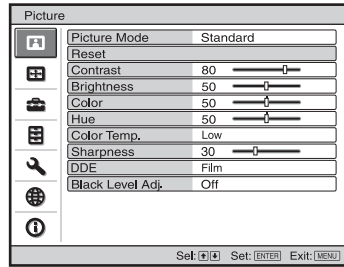 Picture
Picture Mode Standard
Reset
Contrast 80
Brightness 50
Color 50
Hue 50
Color Temp. Low
Sharpness 30
DDE Film
Black Level Adj. Off
Sel: Set: ENTER Exit: MENU